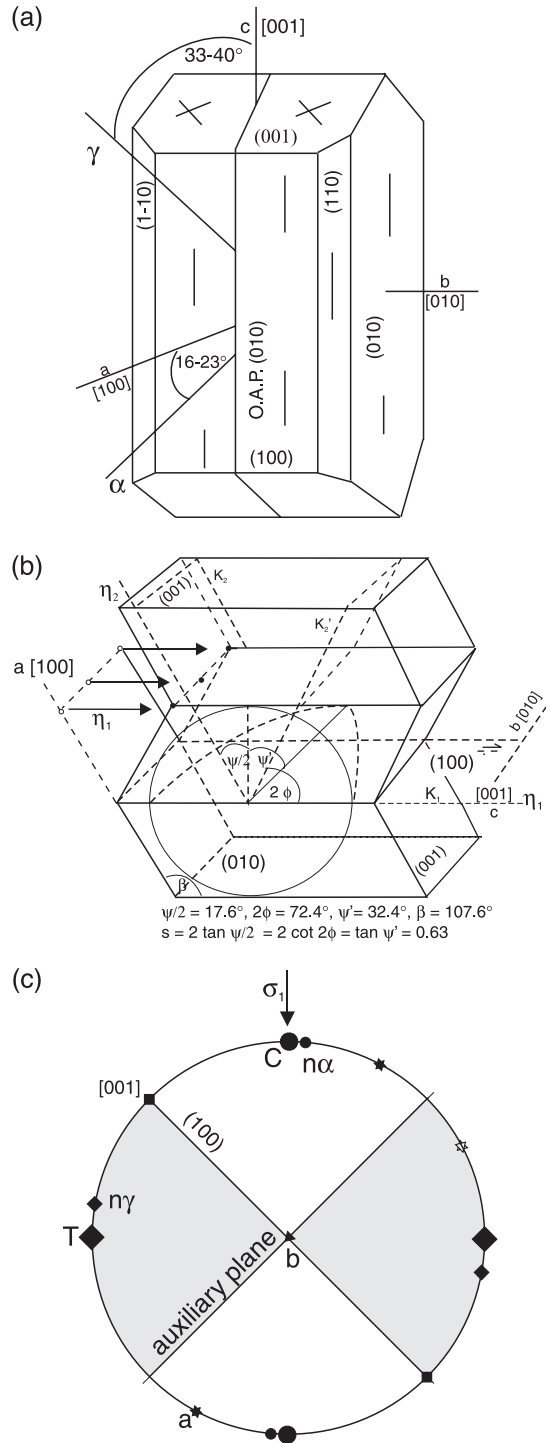 (a)
c [001]
33-40°
γ
(001)
(1-10)
(110)
b
[010]
(010)
a
[100]
16-23°
O.A.P. (010)
α
(100)
(b)
η2
(001)
K2
K2'
a [100]
η1
ψ/2
ψ'
2 φ
b [010]
(100)
K1
[001]
c
η1
(010)
(001)
β
ψ/2 = 17.6°, 2φ = 72.4°, ψ' = 32.4°, β = 107.6°
s = 2 tan ψ/2 = 2 cot 2φ = tan ψ' = 0.63
(c)
σ1
C
nα
[001]
(100)
nγ
T
b
auxiliary plane
a